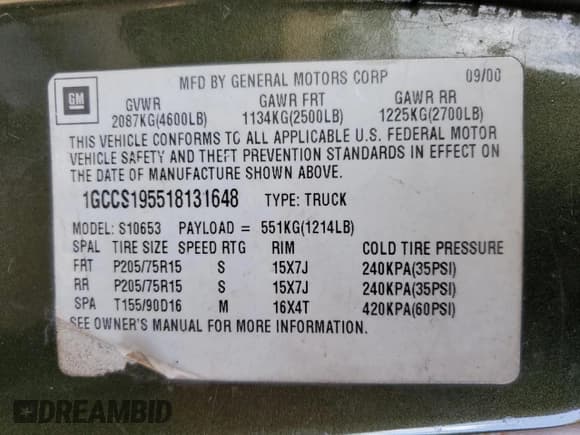 MFD BY GENERAL MOTORS CORP 09/00
GM
GVWR GAWR FRT GAWR RR
2087KG(4600LB) 1134KG(2500LB) 1225KG(2700LB)
THIS VEHICLE CONFORMS TO ALL APPLICABLE U.S. FEDERAL MOTOR
VEHICLE SAFETY AND THEFT PREVENTION STANDARDS IN EFFECT ON
THE DATE OF MANUFACTURE SHOWN ABOVE.
1GCCS195518131648 TYPE: TRUCK
MODEL: S10653 PAYLOAD = 551KG(1214LB)
SPAL TIRE SIZE SPEED RTG RIM COLD TIRE PRESSURE
FRT P205/75R15 S 15X7J 240KPA(35PSI)
RR P205/75R15 S 15X7J 240KPA(35PSI)
SPA T155/90D16 M 16X4T 420KPA(60PSI)
SEE OWNER'S MANUAL FOR MORE INFORMATION.
DREAMBID